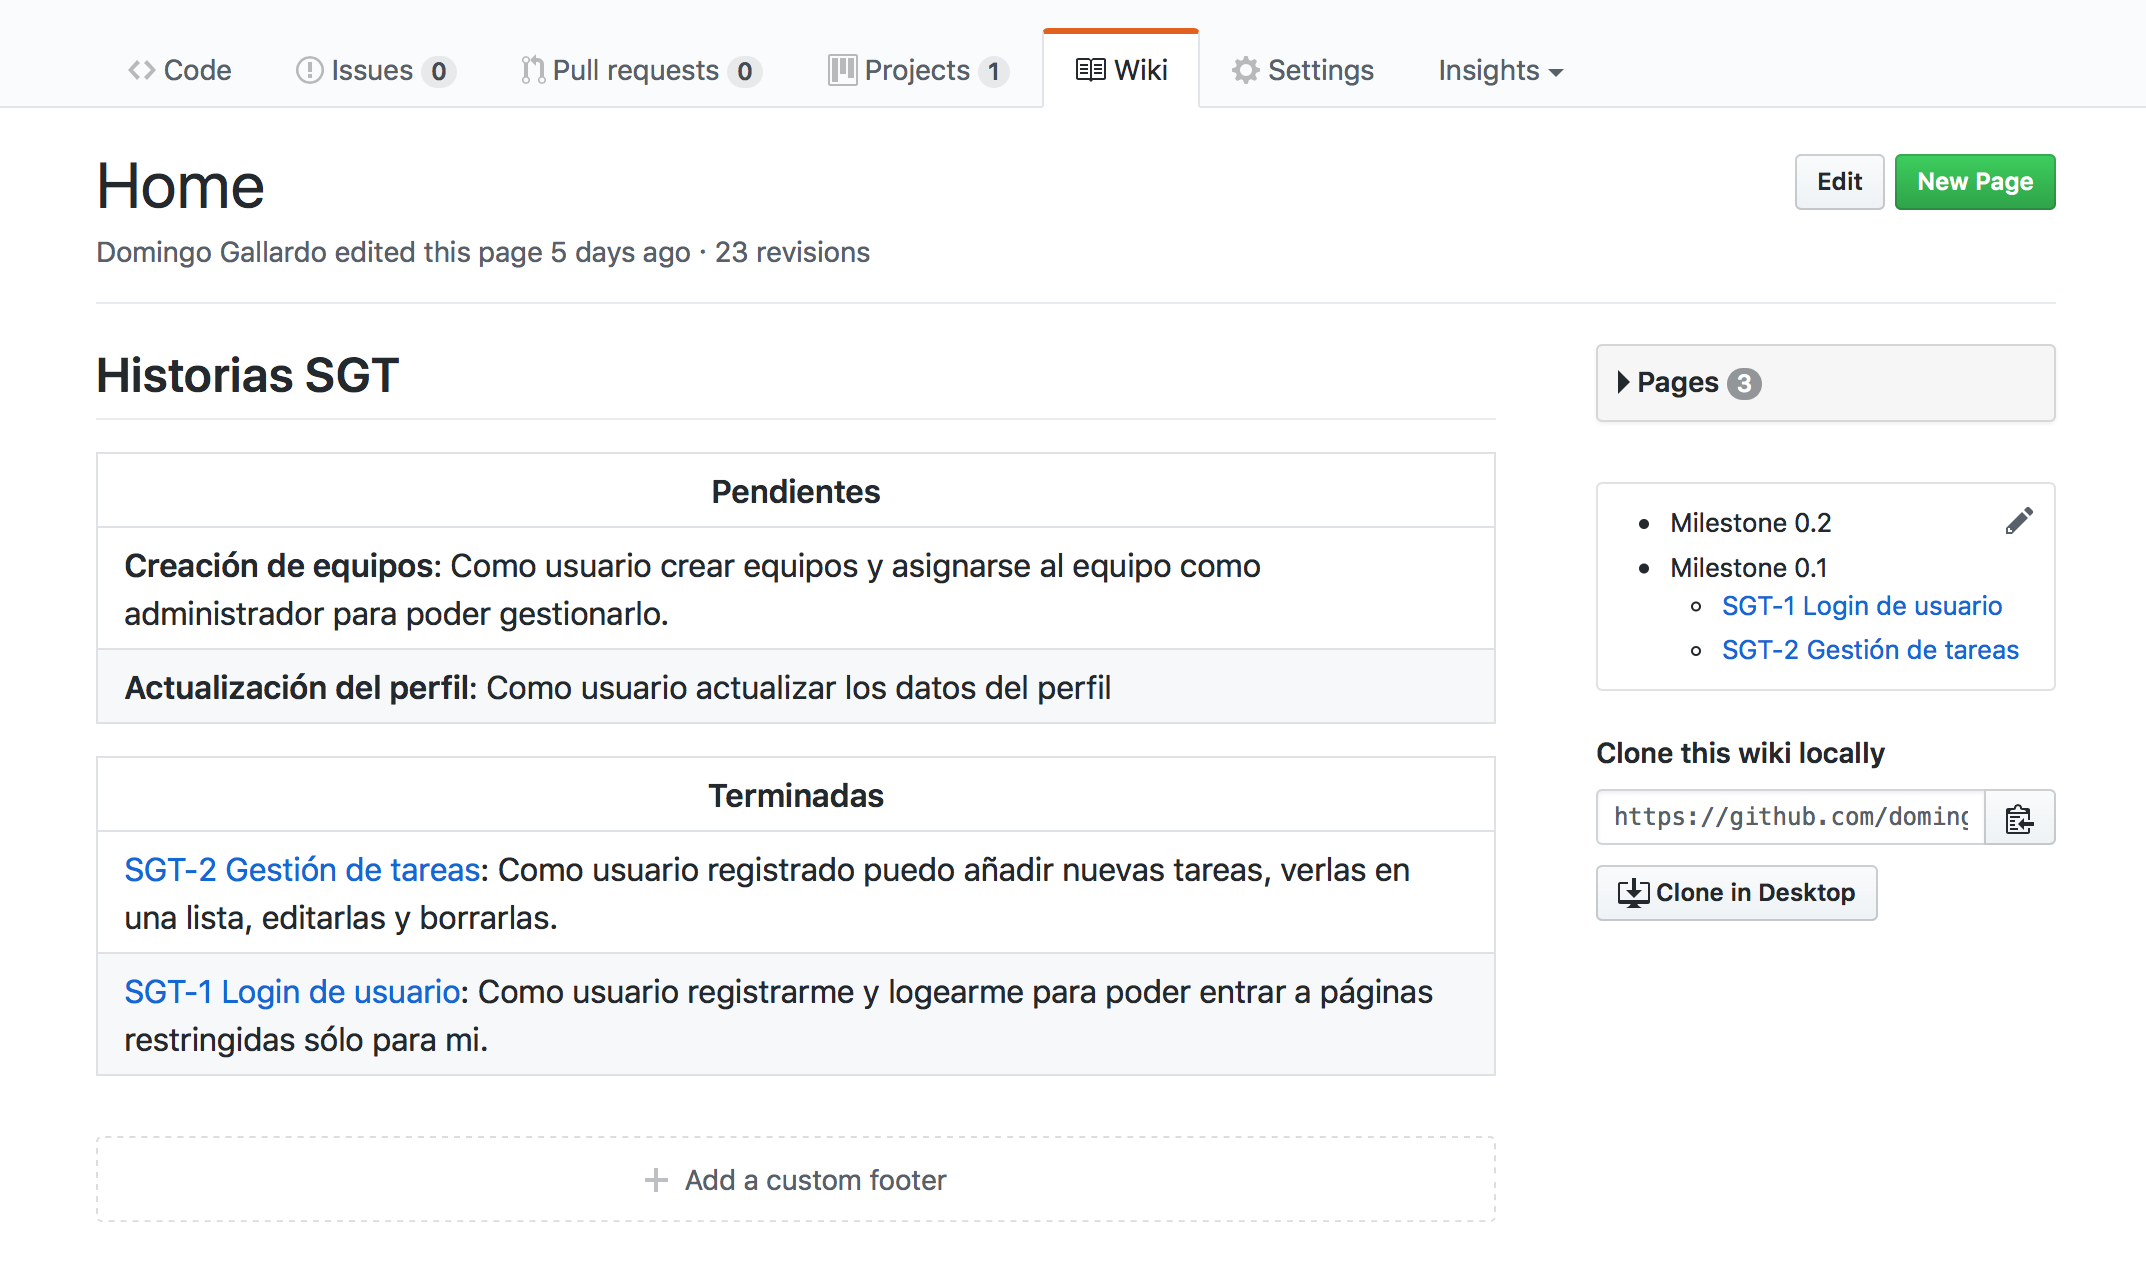 Code Issues 0 Pull requests 0 Projects 1 Wiki Settings Insights
Home
Edit New Page
Domingo Gallardo edited this page 5 days ago · 23 revisions
Historias SGT
Pendientes
Creación de equipos: Como usuario crear equipos y asignarse al equipo como
administrador para poder gestionarlo.
Actualización del perfil: Como usuario actualizar los datos del perfil
Terminadas
SGT-2 Gestión de tareas: Como usuario registrado puedo añadir nuevas tareas, verlas en
una lista, editarlas y borrarlas.
SGT-1 Login de usuario: Como usuario registrarme y logearme para poder entrar a páginas
restringidas sólo para mi.
Add a custom footer
Pages 3
Milestone 0.2
Milestone 0.1
SGT-1 Login de usuario
SGT-2 Gestión de tareas
Clone this wiki locally
https://github.com/doming
Clone in Desktop